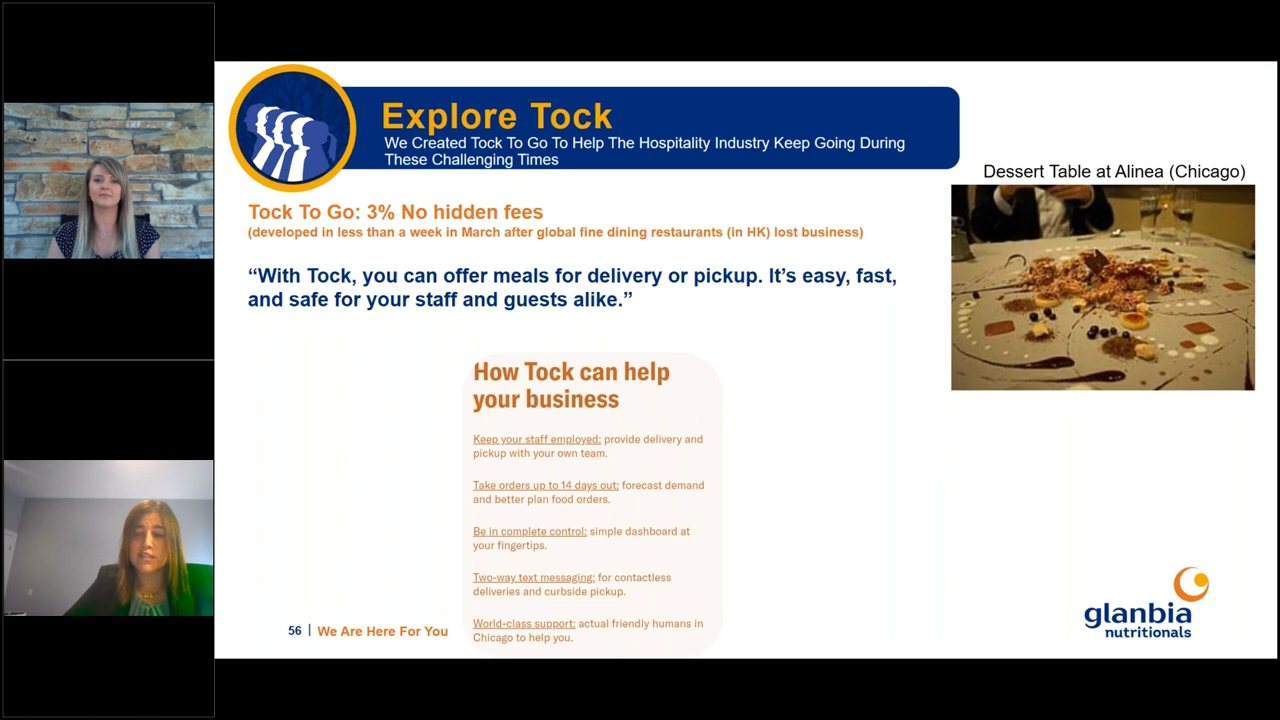 Explore Tock
We Created Tock To Go To Help The Hospitality Industry Keep Going During
These Challenging Times
Dessert Table at Alinea (Chicago)
Tock To Go: 3% No hidden fees
(developed in less than a week in March after global fine dining restaurants (in HK) lost business)
“With Tock, you can offer meals for delivery or pickup. It’s easy, fast,
and safe for your staff and guests alike.”
How Tock can help
your business
Keep your staff employed: provide delivery and
pickup with your own team.
Take orders up to 14 days out: forecast demand
and better plan food orders.
Be in complete control: simple dashboard at
your fingertips.
Two-way text messaging: for contactless
deliveries and curbside pickup.
World-class support: actual friendly humans in
Chicago to help you.
56 | We Are Here For You
glanbia
nutritionals